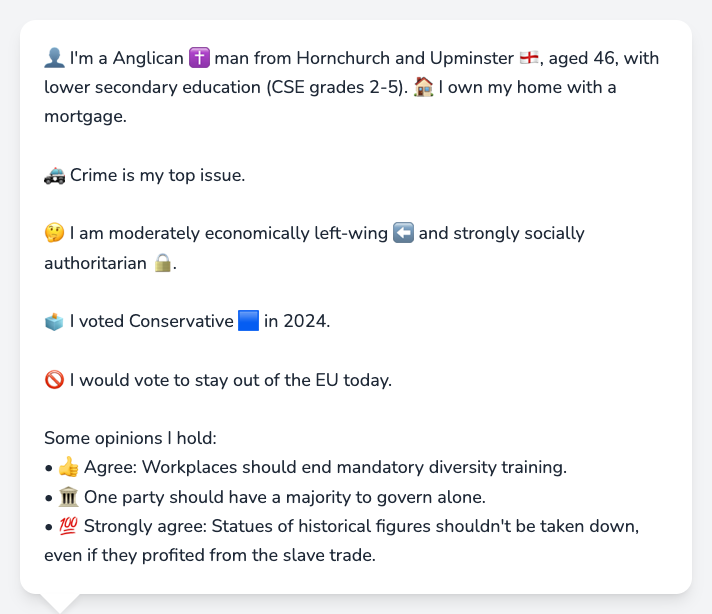 👤 I'm a Anglican ✝️ man from Hornchurch and Upminster 🏴󠁧󠁢󠁥󠁮󠁧󠁿, aged 46, with
lower secondary education (CSE grades 2-5). 🏠 I own my home with a
mortgage.
🚓 Crime is my top issue.
🤔 I am moderately economically left-wing ⬅️ and strongly socially
authoritarian 🔒.
🗳️ I voted Conservative 🟦 in 2024.
🚫 I would vote to stay out of the EU today.
Some opinions I hold:
• 👍 Agree: Workplaces should end mandatory diversity training.
• 🏛️ One party should have a majority to govern alone.
• 💯 Strongly agree: Statues of historical figures shouldn't be taken down,
even if they profited from the slave trade.